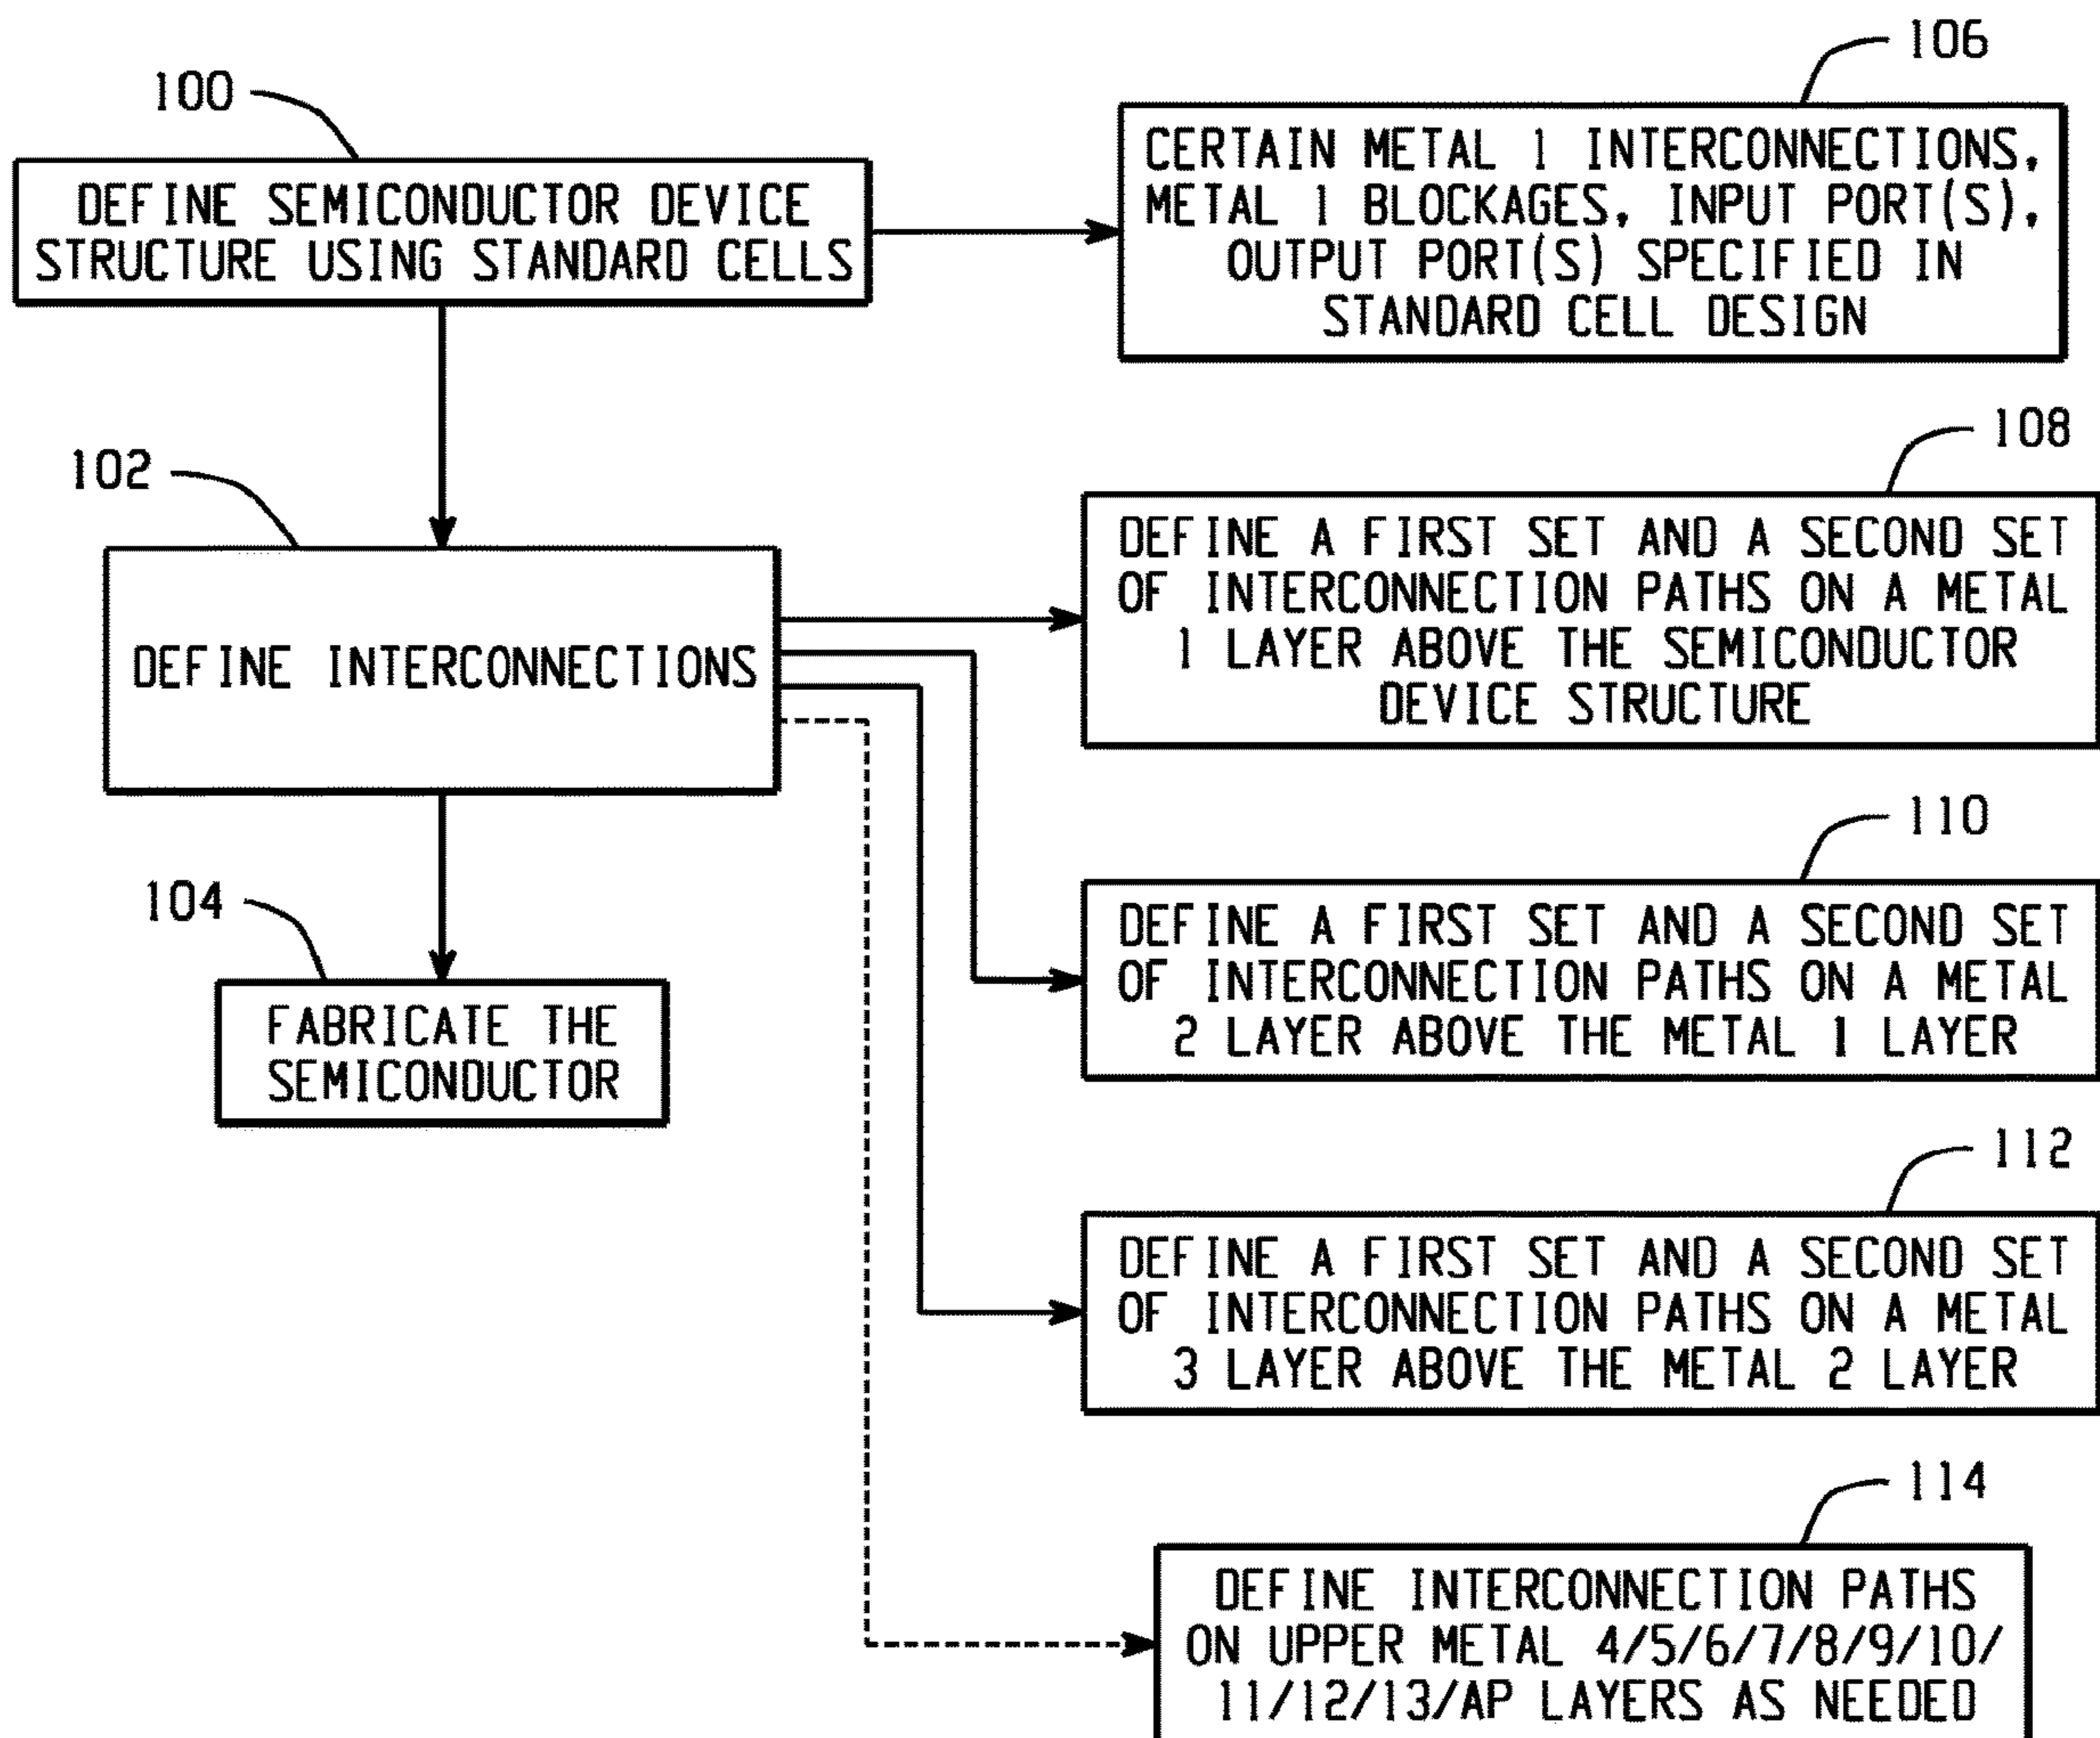 100
DEFINE SEMICONDUCTOR DEVICE
STRUCTURE USING STANDARD CELLS
106
CERTAIN METAL 1 INTERCONNECTIONS,
METAL 1 BLOCKAGES, INPUT PORT(S),
OUTPUT PORT(S) SPECIFIED IN
STANDARD CELL DESIGN
102
DEFINE INTERCONNECTIONS
108
DEFINE A FIRST SET AND A SECOND SET
OF INTERCONNECTION PATHS ON A METAL
1 LAYER ABOVE THE SEMICONDUCTOR
DEVICE STRUCTURE
104
FABRICATE THE
SEMICONDUCTOR
110
DEFINE A FIRST SET AND A SECOND SET
OF INTERCONNECTION PATHS ON A METAL
2 LAYER ABOVE THE METAL 1 LAYER
112
DEFINE A FIRST SET AND A SECOND SET
OF INTERCONNECTION PATHS ON A METAL
3 LAYER ABOVE THE METAL 2 LAYER
114
DEFINE INTERCONNECTION PATHS
ON UPPER METAL 4/5/6/7/8/9/10/
11/12/13/AP LAYERS AS NEEDED